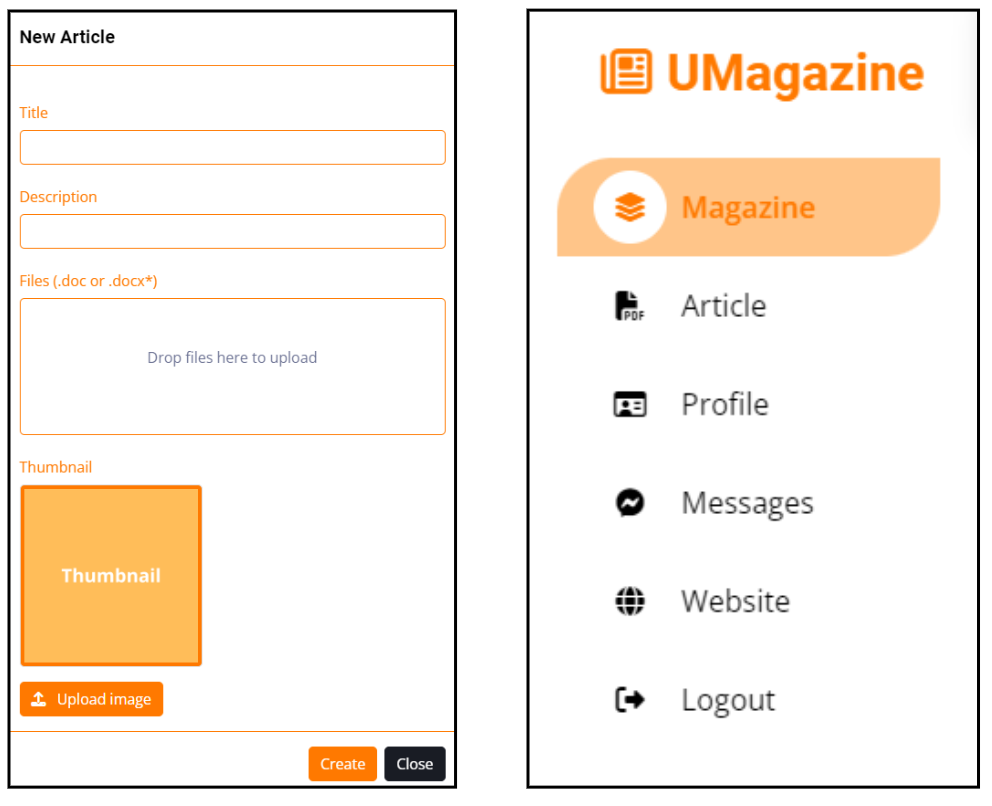 New Article
Title
Description
Files (.doc or .docx*)
Drop files here to upload
Thumbnail
Thumbnail
Upload image
Create Close
UMagazine
Magazine
PDF Article
Profile
Messages
Website
Logout